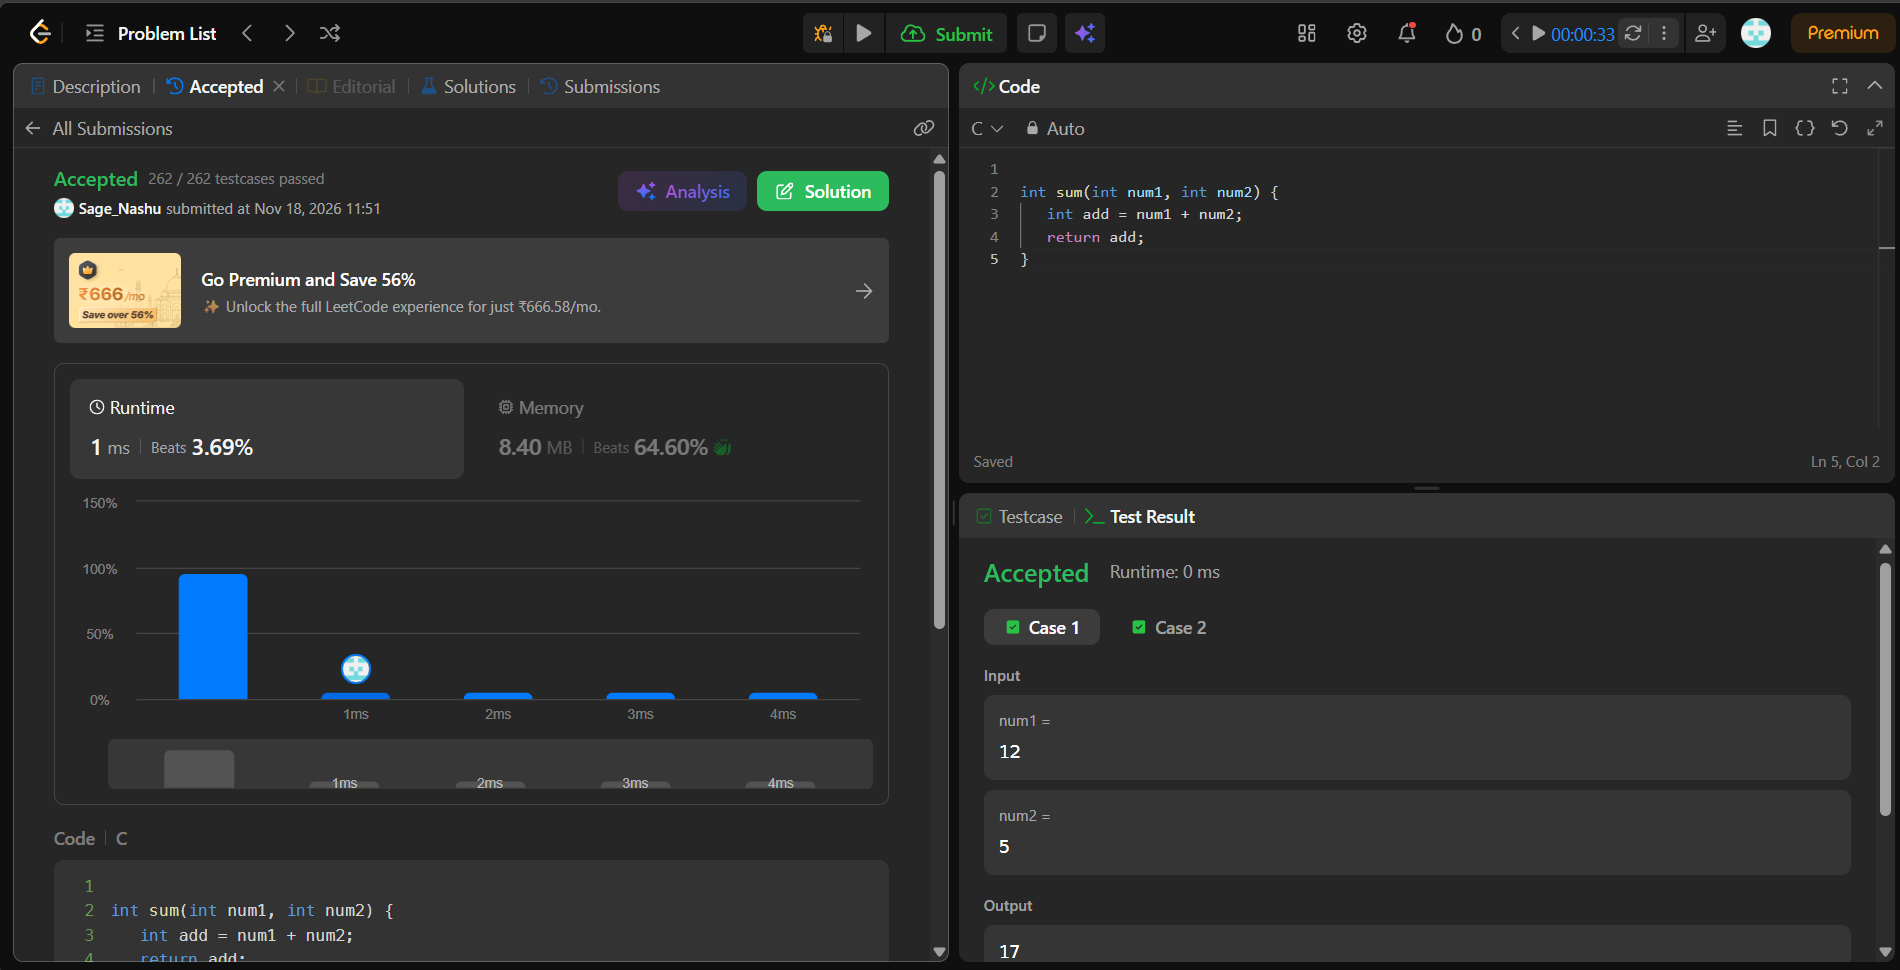 Problem List
Submit
0
00:00:33
Premium
Description
Accepted
Editorial
Solutions
Submissions
All Submissions
Accepted 262 / 262 testcases passed
Sage_Nashu submitted at Nov 18, 2026 11:51
Analysis
Solution
₹666/mo
Save over 56%
Go Premium and Save 56%
Unlock the full LeetCode experience for just ₹666.58/mo.
Runtime
1 ms Beats 3.69%
Memory
8.40 MB Beats 64.60%
150%
100%
50%
0%
1ms 2ms 3ms 4ms
1ms 2ms 3ms 4ms
Code C
1
2 int sum(int num1, int num2) {
3 int add = num1 + num2;
4 return add;
Code
C Auto
1
2 int sum(int num1, int num2) {
3 int add = num1 + num2;
4 return add;
5 }
Saved
Ln 5, Col 2
Testcase
Test Result
Accepted Runtime: 0 ms
Case 1 Case 2
Input
num1 =
12
num2 =
5
Output
17